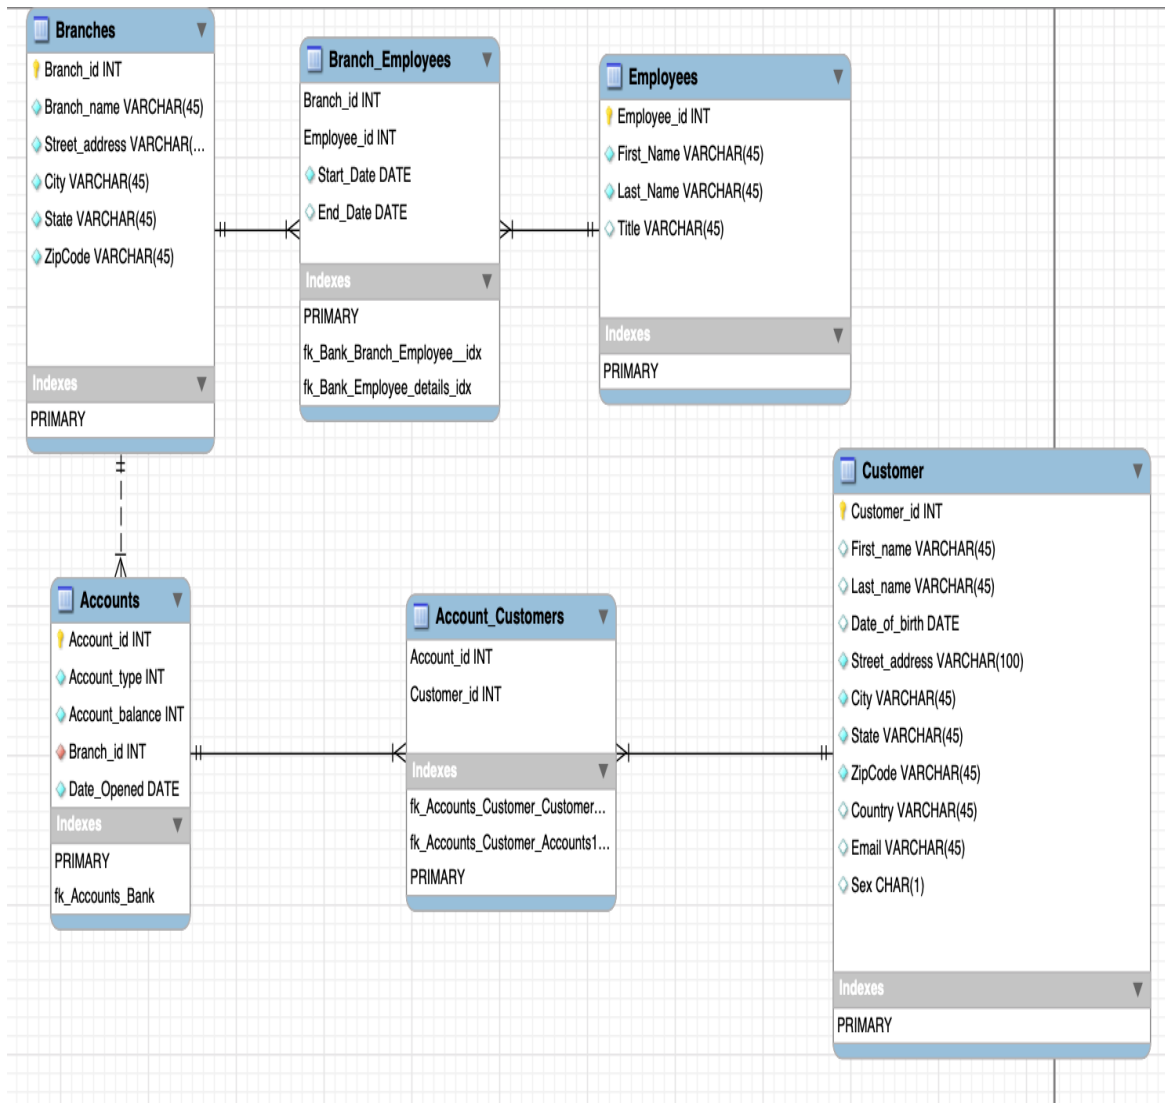 Branches
Branch_id INT
Branch_name VARCHAR(45)
Street_address VARCHAR(...
City VARCHAR(45)
State VARCHAR(45)
ZipCode VARCHAR(45)
Indexes
PRIMARY
Branch_Employees
Branch_id INT
Employee_id INT
Start_Date DATE
End_Date DATE
Indexes
PRIMARY
fk_Bank_Branch_Employee__idx
fk_Bank_Employee_details_idx
Employees
Employee_id INT
First_Name VARCHAR(45)
Last_Name VARCHAR(45)
Title VARCHAR(45)
Indexes
PRIMARY
Accounts
Account_id INT
Account_type INT
Account_balance INT
Branch_id INT
Date_Opened DATE
Indexes
PRIMARY
fk_Accounts_Bank
Account_Customers
Account_id INT
Customer_id INT
Indexes
fk_Accounts_Customer_Customer...
fk_Accounts_Customer_Accounts1...
PRIMARY
Customer
Customer_id INT
First_name VARCHAR(45)
Last_name VARCHAR(45)
Date_of_birth DATE
Street_address VARCHAR(100)
City VARCHAR(45)
State VARCHAR(45)
ZipCode VARCHAR(45)
Country VARCHAR(45)
Email VARCHAR(45)
Sex CHAR(1)
Indexes
PRIMARY